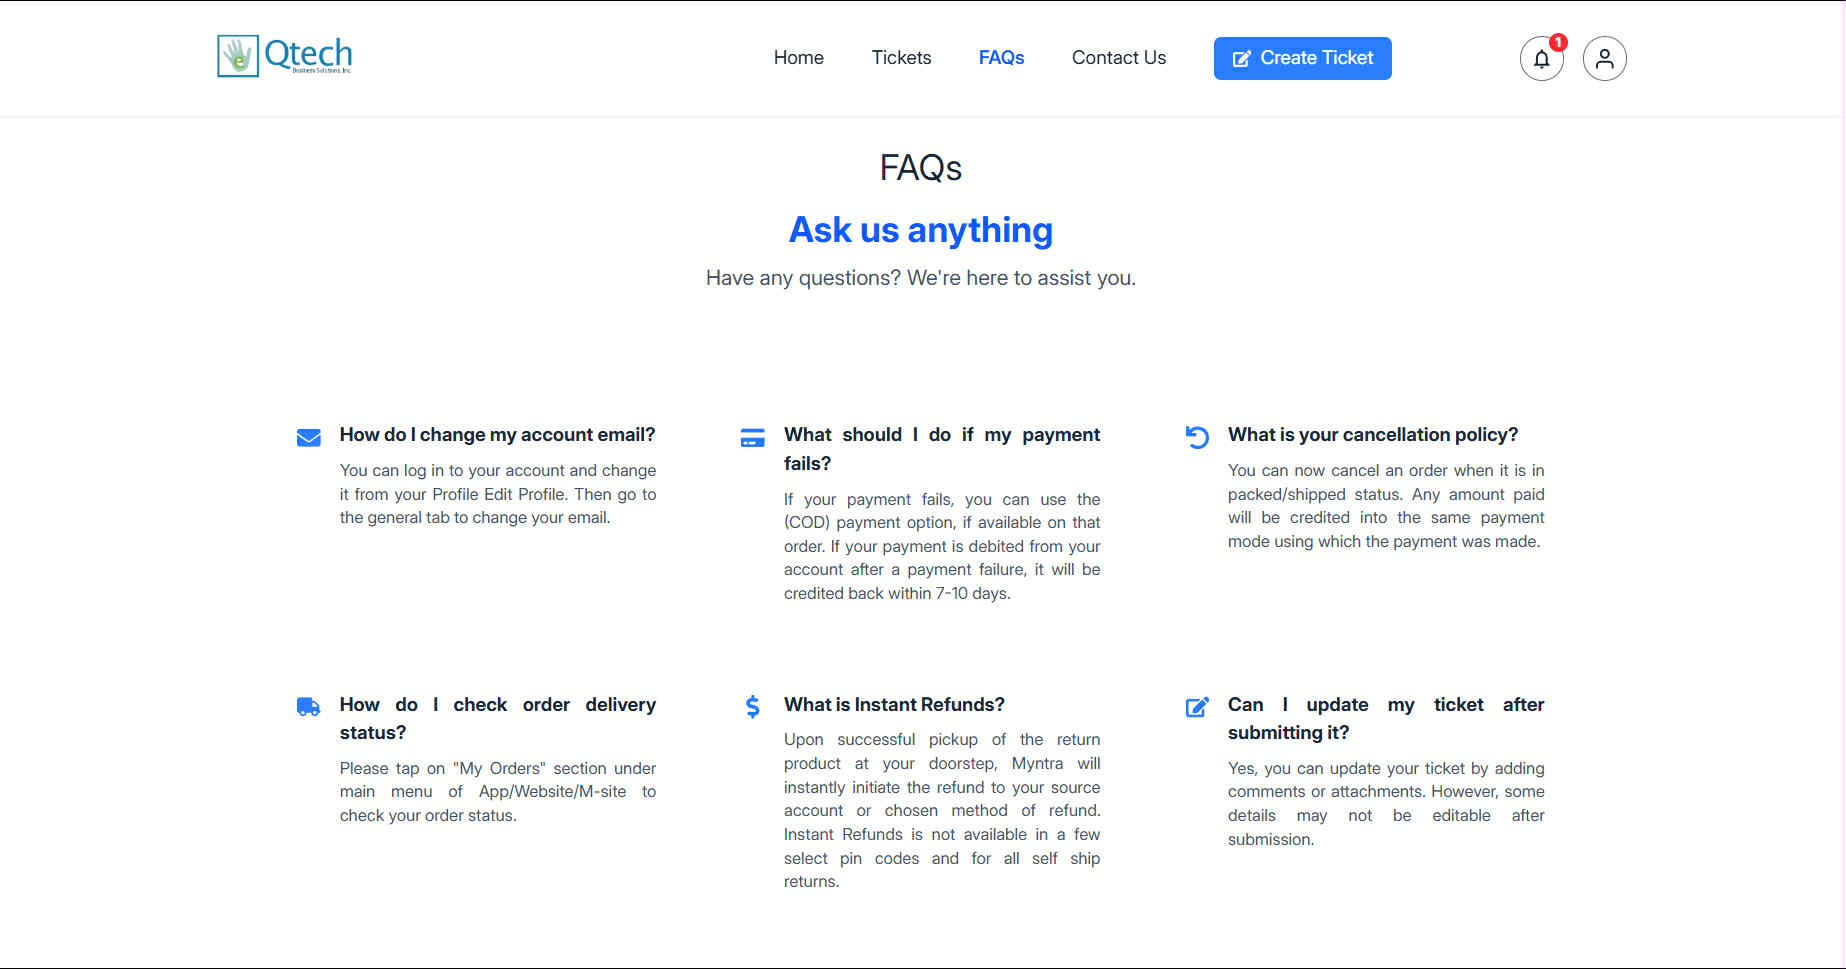 Qtech
Business Solutions, Inc.
Home
Tickets
FAQs
Contact Us
Create Ticket
1
FAQs
Ask us anything
Have any questions? We're here to assist you.
How do I change my account email?
You can log in to your account and change
it from your Profile Edit Profile. Then go to
the general tab to change your email.
What should I do if my payment
fails?
If your payment fails, you can use the
(COD) payment option, if available on that
order. If your payment is debited from your
account after a payment failure, it will be
credited back within 7-10 days.
What is your cancellation policy?
You can now cancel an order when it is in
packed/shipped status. Any amount paid
will be credited into the same payment
mode using which the payment was made.
How do I check order delivery
status?
Please tap on "My Orders" section under
main menu of App/Website/M-site to
check your order status.
What is Instant Refunds?
Upon successful pickup of the return
product at your doorstep, Myntra will
instantly initiate the refund to your source
account or chosen method of refund.
Instant Refunds is not available in a few
select pin codes and for all self ship
returns.
Can I update my ticket after
submitting it?
Yes, you can update your ticket by adding
comments or attachments. However, some
details may not be editable after
submission.